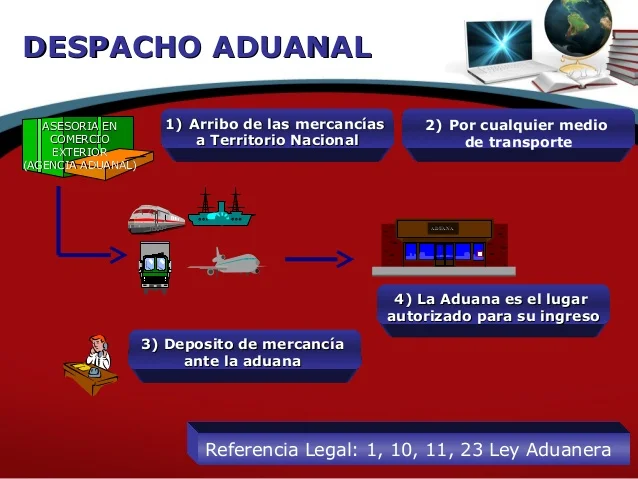 DESPACHO ADUANAL
ASESORIA EN
COMERCIO
EXTERIOR
(AGENCIA ADUANAL)
1) Arribo de las mercancías
a Territorio Nacional
2) Por cualquier medio
de transporte
ADUANA
4) La Aduana es el lugar
autorizado para su ingreso
3) Deposito de mercancía
ante la aduana
Referencia Legal: 1, 10, 11, 23 Ley Aduanera